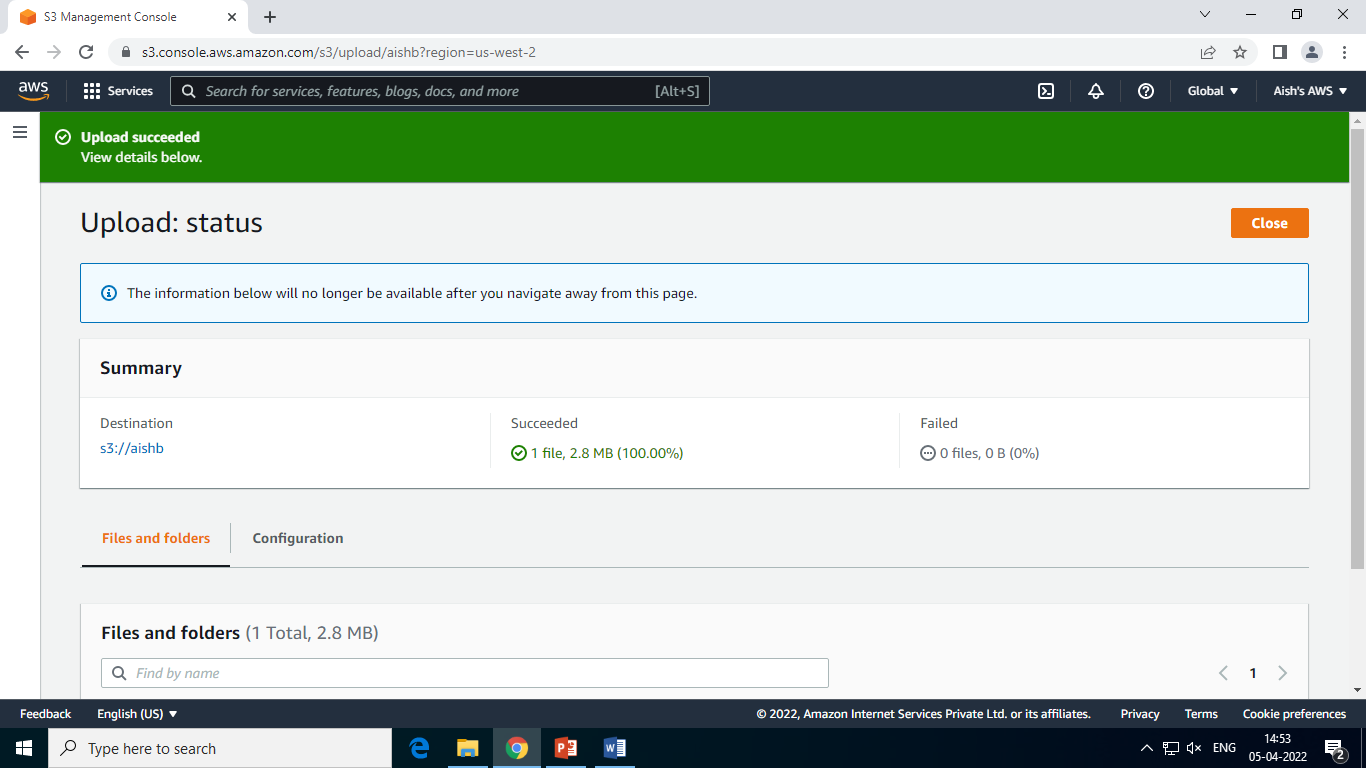 S3 Management Console
s3.console.aws.amazon.com/s3/upload/aishb?region=us-west-2
aws
Services
Search for services, features, blogs, docs, and more [Alt+S]
Global
Aish's AWS
Upload succeeded
View details below.
Upload: status
Close
The information below will no longer be available after you navigate away from this page.
Summary
Destination
s3://aishb
Succeeded
1 file, 2.8 MB (100.00%)
Failed
0 files, 0 B (0%)
Files and folders
Configuration
Files and folders (1 Total, 2.8 MB)
Find by name
1
Feedback
English (US)
© 2022, Amazon Internet Services Private Ltd. or its affiliates.
Privacy
Terms
Cookie preferences
Type here to search
ENG
14:53
05-04-2022
2